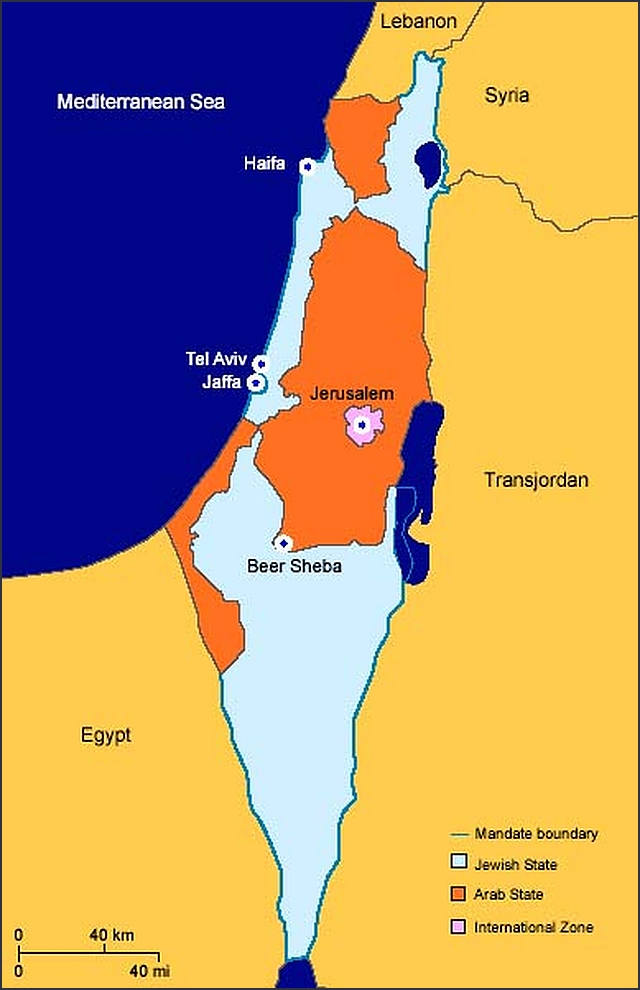 Lebanon
Mediterranean Sea
Syria
Haifa
Tel Aviv
Jaffa
Jerusalem
Transjordan
Beer Sheba
Egypt
Mandate boundary
Jewish State
Arab State
International Zone
0 40 km
0 40 mi